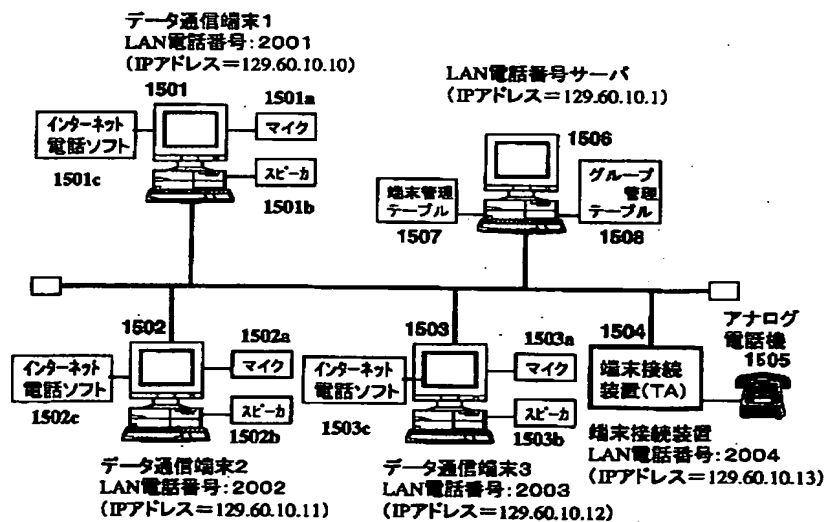 データ通信端末1
LAN電話番号:2001
(IPアドレス=129.60.10.10)
1501
1501a
インターネット
電話ソフト
マイク
スピーカ
1501c
1501b
LAN電話番号サーバ
(IPアドレス=129.60.10.1)
1506
端末管理
テーブル
グループ
管理
テーブル
1507
1508
1502
1502a
インターネット
電話ソフト
マイク
スピーカ
1502c
1502b
データ通信端末2
LAN電話番号:2002
(IPアドレス=129.60.10.11)
1503
1503a
インターネット
電話ソフト
マイク
スピーカ
1503c
1503b
データ通信端末3
LAN電話番号:2003
(IPアドレス=129.60.10.12)
1504
端末接続
装置(TA)
アナログ
電話機
1505
端末接続装置
LAN電話番号:2004
(IPアドレス=129.60.10.13)